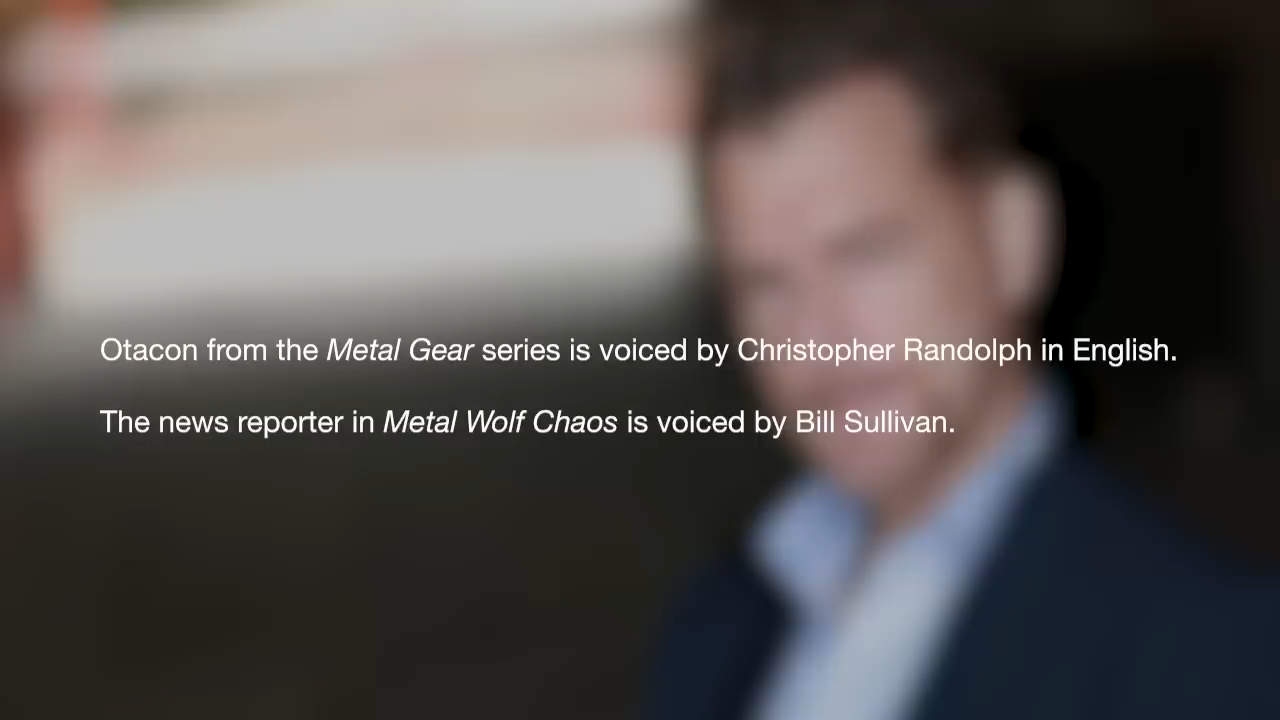 Otacon from the Metal Gear series is voiced by Christopher Randolph in English.
The news reporter in Metal Wolf Chaos is voiced by Bill Sullivan.